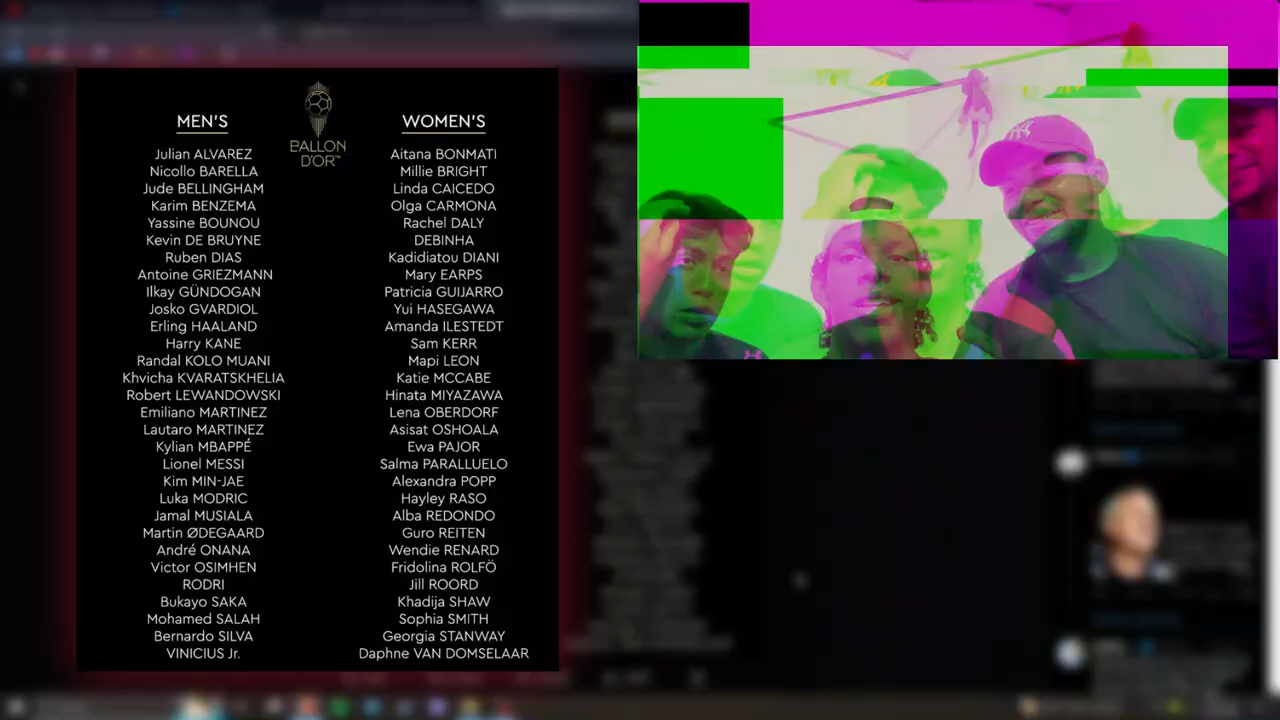 MEN'S
Julian ALVAREZ
Nicollo BARELLA
Jude BELLINGHAM
Karim BENZEMA
Yassine BOUNOU
Kevin DE BRUYNE
Ruben DIAS
Antoine GRIEZMANN
Ilkay GÜNDOGAN
Josko GVARDIOL
Erling HAALAND
Harry KANE
Randal KOLO MUANI
Khvicha KVARATSKHELIA
Robert LEWANDOWSKI
Emiliano MARTINEZ
Lautaro MARTINEZ
Kylian MBAPPÉ
Lionel MESSI
Kim MIN-JAE
Luka MODRIC
Jamal MUSIALA
Martin ØDEGAARD
André ONANA
Victor OSIMHEN
RODRI
Bukayo SAKA
Mohamed SALAH
Bernardo SILVA
VINICIUS Jr.
BALLON
D'OR™
WOMEN'S
Aitana BONMATI
Millie BRIGHT
Linda CAICEDO
Olga CARMONA
Rachel DALY
DEBINHA
Kadidiatou DIANI
Mary EARPS
Patricia GUIJARRO
Yui HASEGAWA
Amanda ILESTEDT
Sam KERR
Mapi LEON
Katie MCCABE
Hinata MIYAZAWA
Lena OBERDORF
Asisat OSHOALA
Ewa PAJOR
Salma PARALLUELO
Alexandra POPP
Hayley RASO
Alba REDONDO
Guro REITEN
Wendie RENARD
Fridolina ROLFÖ
Jill ROORD
Khadija SHAW
Sophia SMITH
Georgia STANWAY
Daphne VAN DOMSELAAR